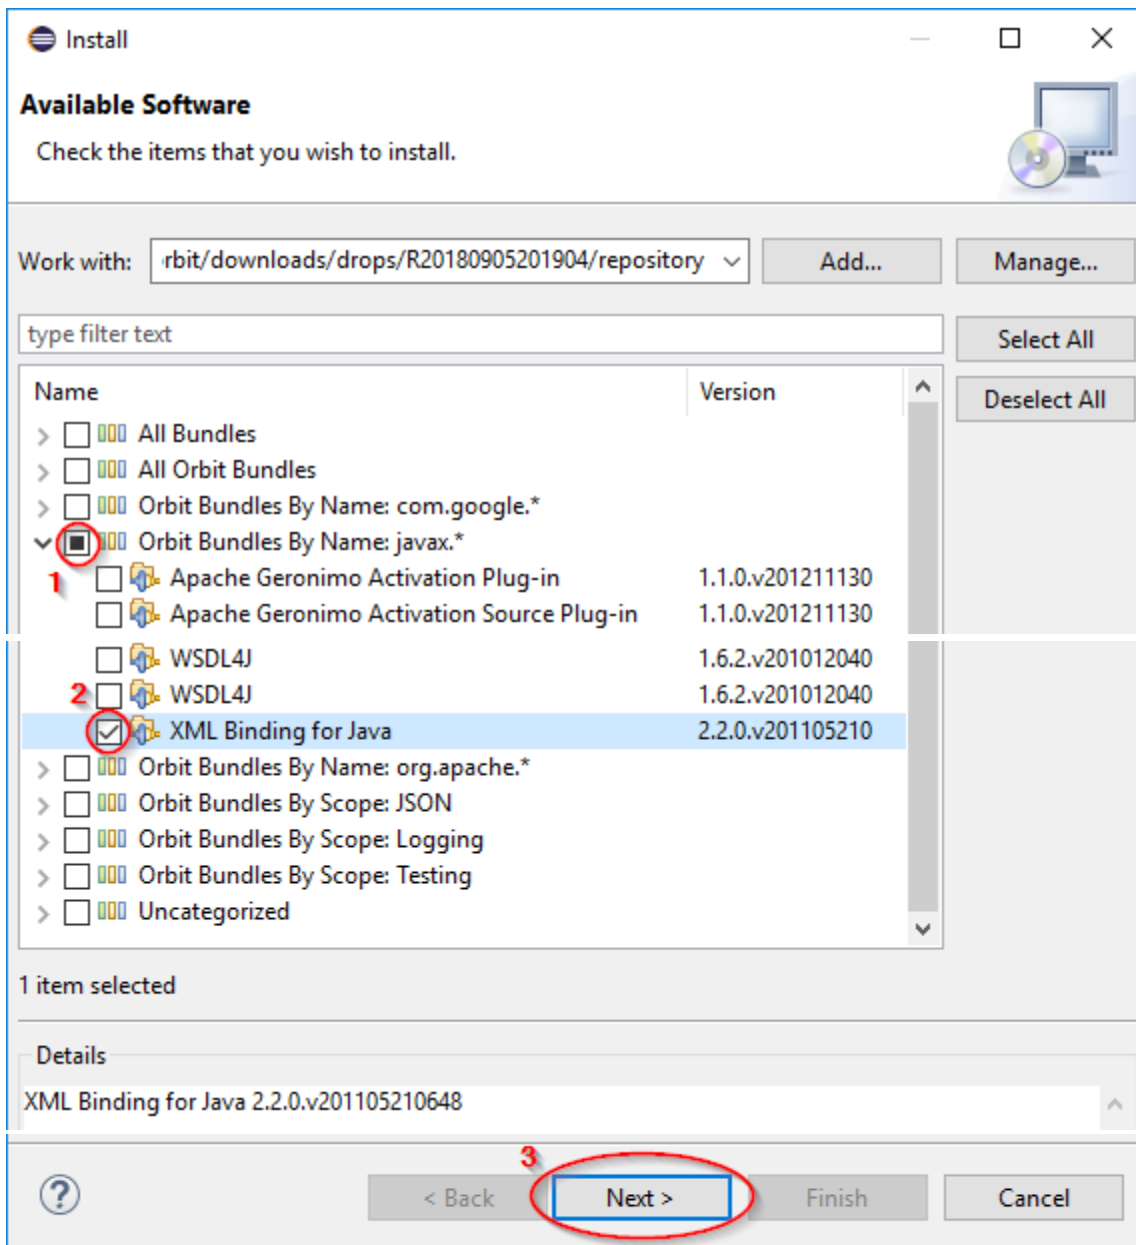 Install
Available Software
Check the items that you wish to install.
Work with: rbit/downloads/drops/R20180905201904/repository Add... Manage...
type filter text Select All
Name Version Deselect All
All Bundles
All Orbit Bundles
Orbit Bundles By Name: com.google.*
Orbit Bundles By Name: javax.*
1 Apache Geronimo Activation Plug-in 1.1.0.v201211130
Apache Geronimo Activation Source Plug-in 1.1.0.v201211130
WSDL4J 1.6.2.v201012040
2 WSDL4J 1.6.2.v201012040
XML Binding for Java 2.2.0.v201105210
Orbit Bundles By Name: org.apache.*
Orbit Bundles By Scope: JSON
Orbit Bundles By Scope: Logging
Orbit Bundles By Scope: Testing
Uncategorized
1 item selected
Details
XML Binding for Java 2.2.0.v201105210648
3
? < Back Next > Finish Cancel